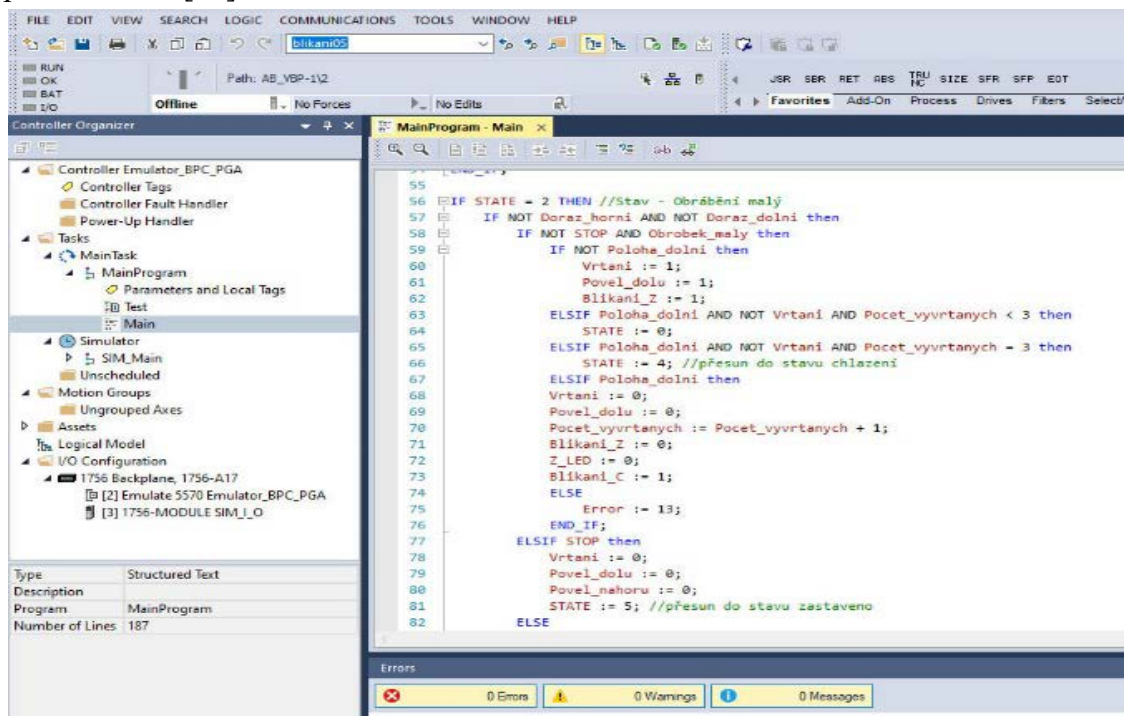 FILE EDIT VIEW SEARCH LOGIC COMMUNICATIONS TOOLS WINDOW HELP
blikani05
RUN
OK
BAT
I/O
Path: AB_VBP-1\2
Offline
No Forces
No Edits
JSR SBR RET ABS TRUNC SIZE SFR SFP EOT
Favorites Add-On Process Drives Filters
Controller Organizer
MainProgram - Main
Controller Emulator_BPC_PGA
Controller Tags
Controller Fault Handler
Power-Up Handler
Tasks
MainTask
MainProgram
Parameters and Local Tags
Test
Main
Simulator
SIM_Main
Unscheduled
Motion Groups
Ungrouped Axes
Assets
Logical Model
I/O Configuration
1756 Backplane, 1756-A17
[2] Emulate 5570 Emulator_BPC_PGA
[3] 1756-MODULE SIM_I_O
Type Structured Text
Description
Program MainProgram
Number of Lines 187
55
56 IF STATE = 2 THEN //Stav - Obrábění malý
57 IF NOT Doraz_horni AND NOT Doraz_dolni then
58 IF NOT STOP AND Obrobek_maly then
59 IF NOT Poloha_dolni then
60 Vrtani := 1;
61 Povel_dolu := 1;
62 Blikani_Z := 1;
63 ELSIF Poloha_dolni AND NOT Vrtani AND Pocet_vyvrtanych < 3 then
64 STATE := 0;
65 ELSIF Poloha_dolni AND NOT Vrtani AND Pocet_vyvrtanych = 3 then
66 STATE := 4; //přesun do stavu chlazení
67 ELSIF Poloha_dolni then
68 Vrtani := 0;
69 Povel_dolu := 0;
70 Pocet_vyvrtanych := Pocet_vyvrtanych + 1;
71 Blikani_Z := 0;
72 Z_LED := 0;
73 Blikani_C := 1;
74 ELSE
75 Error := 13;
76 END_IF;
77 ELSIF STOP then
78 Vrtani := 0;
79 Povel_dolu := 0;
80 Povel_nahoru := 0;
81 STATE := 5; //přesun do stavu zastaveno
82 ELSE
Errors
0 Errors 0 Warnings 0 Messages